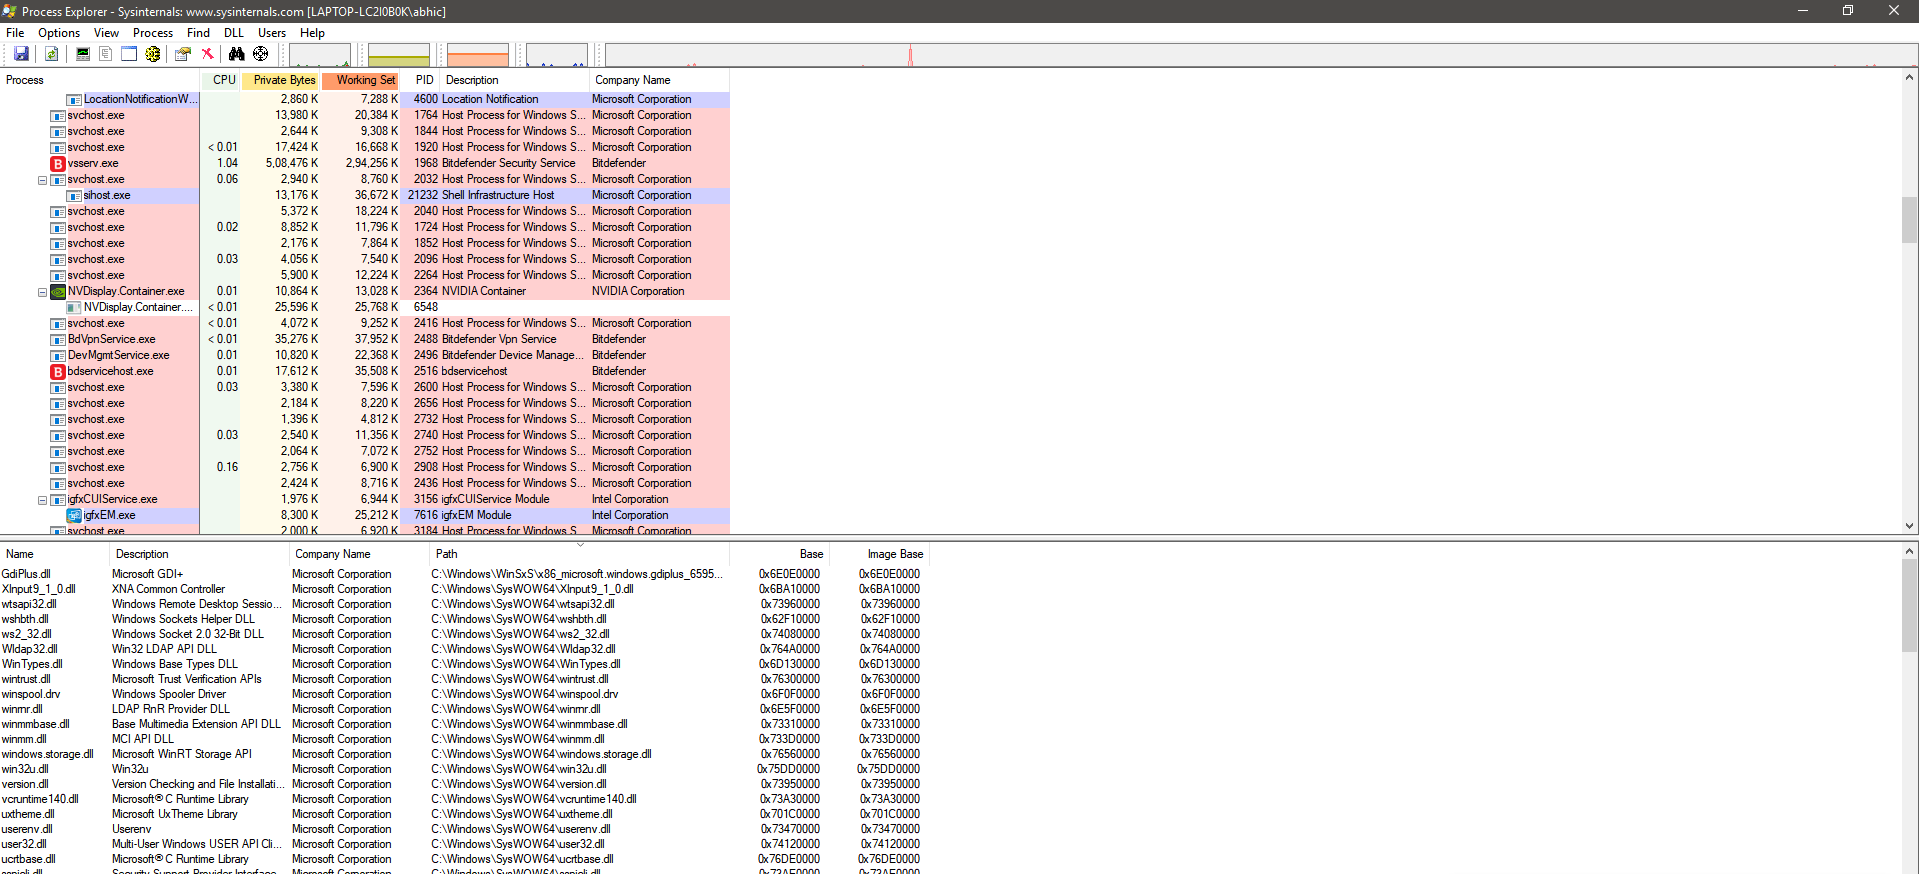 Process Explorer - Sysinternals: www.sysinternals.com [LAPTOP-LC2I0B0K\abhic]
File Options View Process Find DLL Users Help
Process CPU Private Bytes Working Set PID Description Company Name
LocationNotificationW... 2,860 K 7,288 K 4600 Location Notification Microsoft Corporation
svchost.exe 13,980 K 20,384 K 1764 Host Process for Windows S... Microsoft Corporation
svchost.exe 2,644 K 9,308 K 1844 Host Process for Windows S... Microsoft Corporation
svchost.exe < 0.01 17,424 K 16,668 K 1920 Host Process for Windows S... Microsoft Corporation
vsserv.exe 1.04 5,08,476 K 2,94,256 K 1968 Bitdefender Security Service Bitdefender
svchost.exe 0.06 2,940 K 8,760 K 2032 Host Process for Windows S... Microsoft Corporation
sihost.exe 13,176 K 36,672 K 21232 Shell Infrastructure Host Microsoft Corporation
svchost.exe 5,372 K 18,224 K 2040 Host Process for Windows S... Microsoft Corporation
svchost.exe 0.02 8,852 K 11,796 K 1724 Host Process for Windows S... Microsoft Corporation
svchost.exe 2,176 K 7,864 K 1852 Host Process for Windows S... Microsoft Corporation
svchost.exe 0.03 4,056 K 7,540 K 2096 Host Process for Windows S... Microsoft Corporation
svchost.exe 5,900 K 12,224 K 2264 Host Process for Windows S... Microsoft Corporation
NVDisplay.Container.exe 0.01 10,864 K 13,028 K 2364 NVIDIA Container NVIDIA Corporation
NVDisplay.Container.... < 0.01 25,596 K 25,768 K 6548
svchost.exe < 0.01 4,072 K 9,252 K 2416 Host Process for Windows S... Microsoft Corporation
BdVpnService.exe < 0.01 35,276 K 37,952 K 2488 Bitdefender Vpn Service Bitdefender
DevMgmtService.exe 0.01 10,820 K 22,368 K 2496 Bitdefender Device Manage... Bitdefender
B bdservicehost.exe 0.01 17,612 K 35,508 K 2516 bdservicehost Bitdefender
svchost.exe 0.03 3,380 K 7,596 K 2600 Host Process for Windows S... Microsoft Corporation
svchost.exe 2,184 K 8,220 K 2656 Host Process for Windows S... Microsoft Corporation
svchost.exe 1,396 K 4,812 K 2732 Host Process for Windows S... Microsoft Corporation
svchost.exe 0.03 2,540 K 11,356 K 2740 Host Process for Windows S... Microsoft Corporation
svchost.exe 2,064 K 7,072 K 2752 Host Process for Windows S... Microsoft Corporation
svchost.exe 0.16 2,756 K 6,900 K 2908 Host Process for Windows S... Microsoft Corporation
svchost.exe 2,424 K 8,716 K 2436 Host Process for Windows S... Microsoft Corporation
igfxCUIService.exe 1,976 K 6,944 K 3156 igfxCUIService Module Intel Corporation
igfxEM.exe 8,300 K 25,212 K 7616 igfxEM Module Intel Corporation
svchost.exe 2,000 K 6,920 K 3184 Host Process for Windows S... Microsoft Corporation
Name Description Company Name Path Base Image Base
GdiPlus.dll Microsoft GDI+ Microsoft Corporation C:\Windows\WinSxS\x86_microsoft.windows.gdiplus_6595... 0x6E0E0000 0x6E0E0000
XInput9_1_0.dll XNA Common Controller Microsoft Corporation C:\Windows\SysWOW64\XInput9_1_0.dll 0x6BA10000 0x6BA10000
wtsapi32.dll Windows Remote Desktop Sessio... Microsoft Corporation C:\Windows\SysWOW64\wtsapi32.dll 0x73960000 0x73960000
wshbth.dll Windows Sockets Helper DLL Microsoft Corporation C:\Windows\SysWOW64\wshbth.dll 0x62F10000 0x62F10000
ws2_32.dll Windows Socket 2.0 32-Bit DLL Microsoft Corporation C:\Windows\SysWOW64\ws2_32.dll 0x74080000 0x74080000
Wldap32.dll Win32 LDAP API DLL Microsoft Corporation C:\Windows\SysWOW64\Wldap32.dll 0x764A0000 0x764A0000
WinTypes.dll Windows Base Types DLL Microsoft Corporation C:\Windows\SysWOW64\WinTypes.dll 0x6D130000 0x6D130000
wintrust.dll Microsoft Trust Verification APIs Microsoft Corporation C:\Windows\SysWOW64\wintrust.dll 0x76300000 0x76300000
winspool.drv Windows Spooler Driver Microsoft Corporation C:\Windows\SysWOW64\winspool.drv 0x6F0F0000 0x6F0F0000
winrnr.dll LDAP RnR Provider DLL Microsoft Corporation C:\Windows\SysWOW64\winrnr.dll 0x6E5F0000 0x6E5F0000
winmmbase.dll Base Multimedia Extension API DLL Microsoft Corporation C:\Windows\SysWOW64\winmmbase.dll 0x73310000 0x73310000
winmm.dll MCI API DLL Microsoft Corporation C:\Windows\SysWOW64\winmm.dll 0x733D0000 0x733D0000
windows.storage.dll Microsoft WinRT Storage API Microsoft Corporation C:\Windows\SysWOW64\windows.storage.dll 0x76560000 0x76560000
win32u.dll Win32u Microsoft Corporation C:\Windows\SysWOW64\win32u.dll 0x75DD0000 0x75DD0000
version.dll Version Checking and File Installati... Microsoft Corporation C:\Windows\SysWOW64\version.dll 0x73950000 0x73950000
vcruntime140.dll Microsoft® C Runtime Library Microsoft Corporation C:\Windows\SysWOW64\vcruntime140.dll 0x73A30000 0x73A30000
uxtheme.dll Microsoft UxTheme Library Microsoft Corporation C:\Windows\SysWOW64\uxtheme.dll 0x701C0000 0x701C0000
userenv.dll Userenv Microsoft Corporation C:\Windows\SysWOW64\userenv.dll 0x73470000 0x73470000
user32.dll Multi-User Windows USER API Cli... Microsoft Corporation C:\Windows\SysWOW64\user32.dll 0x74120000 0x74120000
ucrtbase.dll Microsoft® C Runtime Library Microsoft Corporation C:\Windows\SysWOW64\ucrtbase.dll 0x76DE0000 0x76DE0000
sspicli.dll Security Support Provider Interface Microsoft Corporation C:\Windows\SysWOW64\sspicli.dll